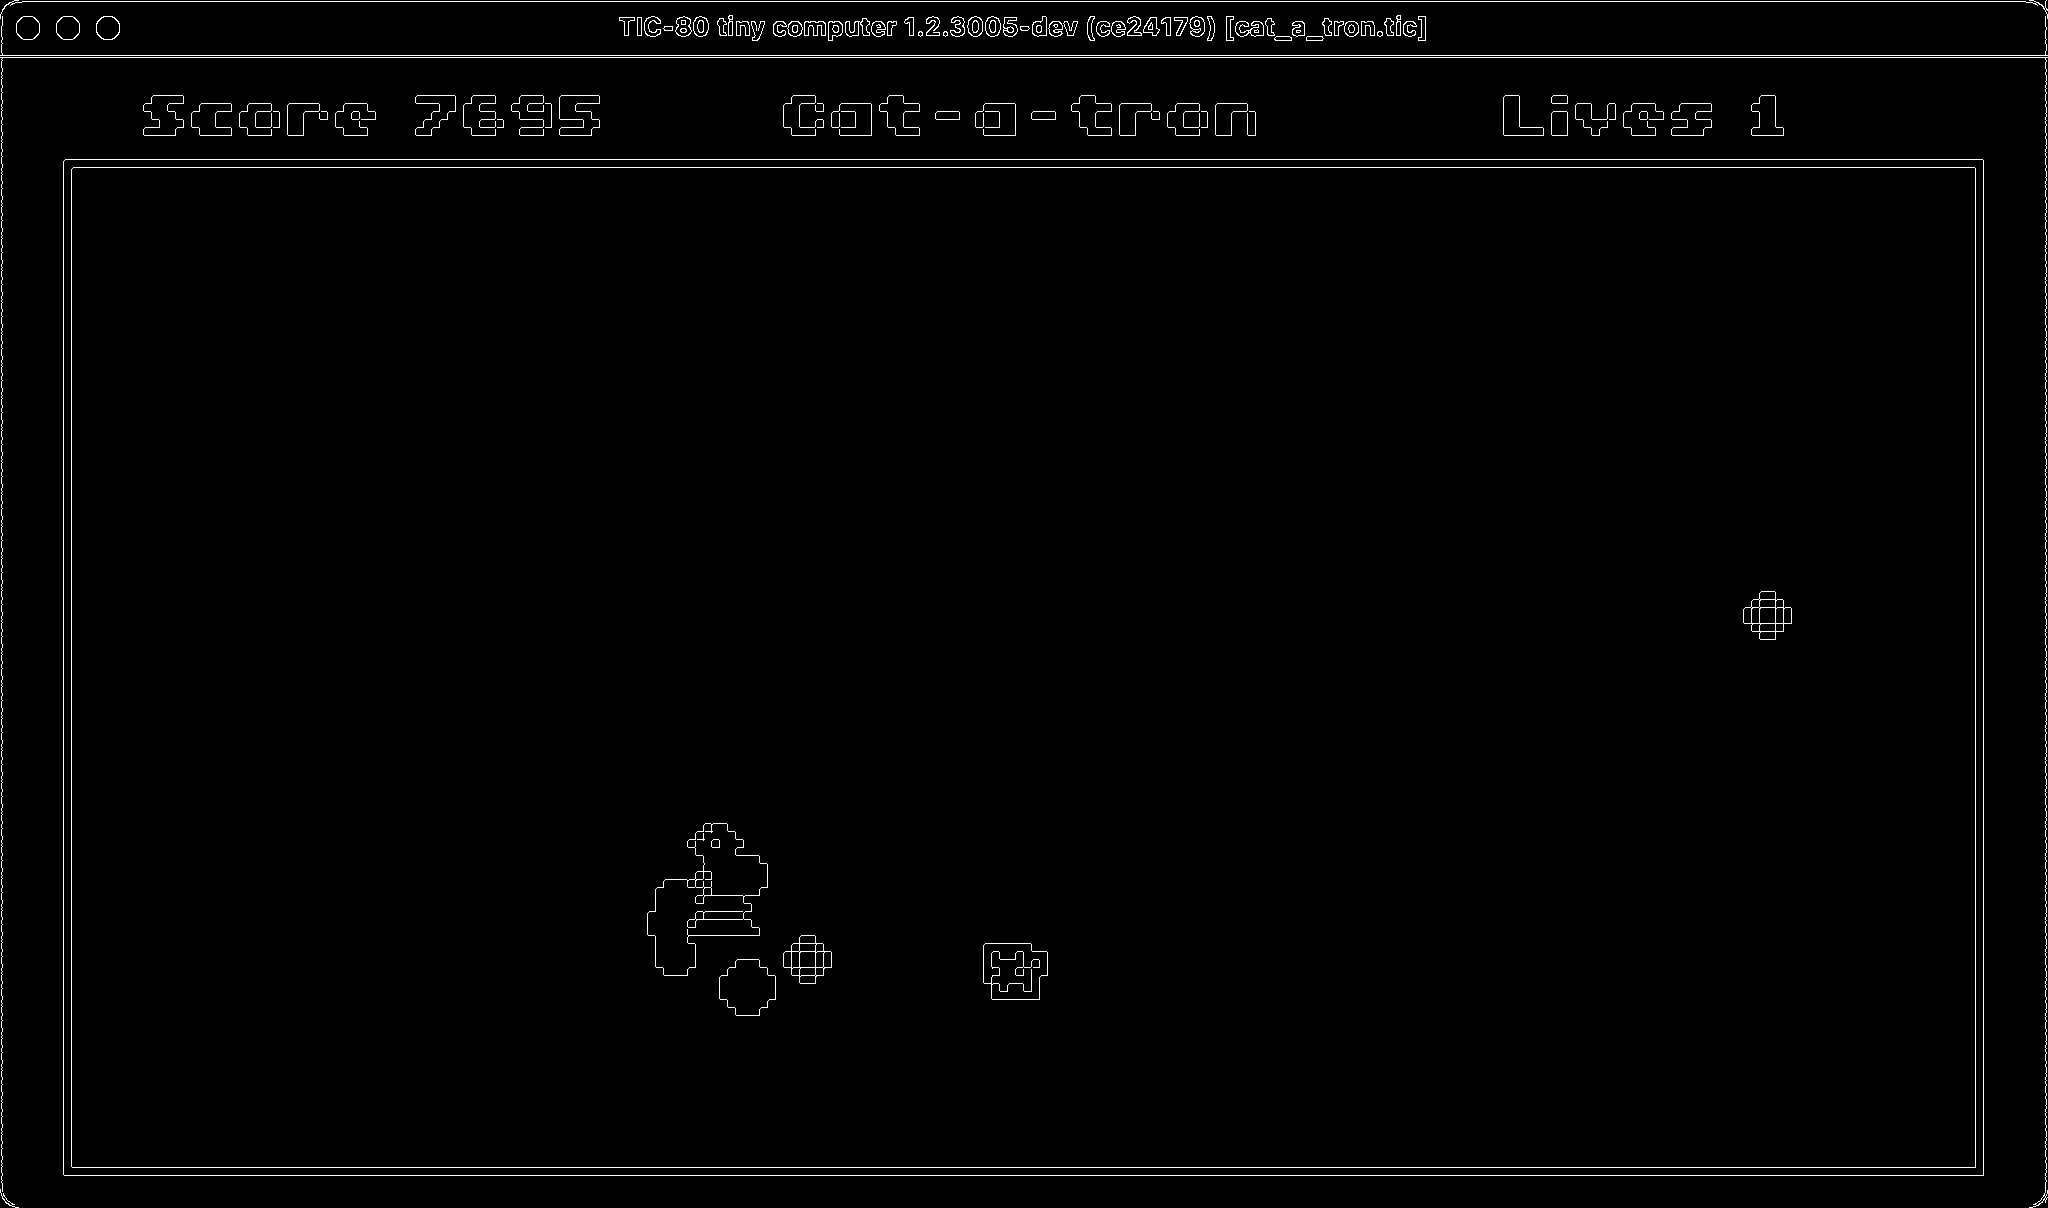 TIC-80 tiny computer 1.2.3005-dev (ce24179) [cat_a_tron.tic]
Score 7695 Cat-a-tron Lives 1